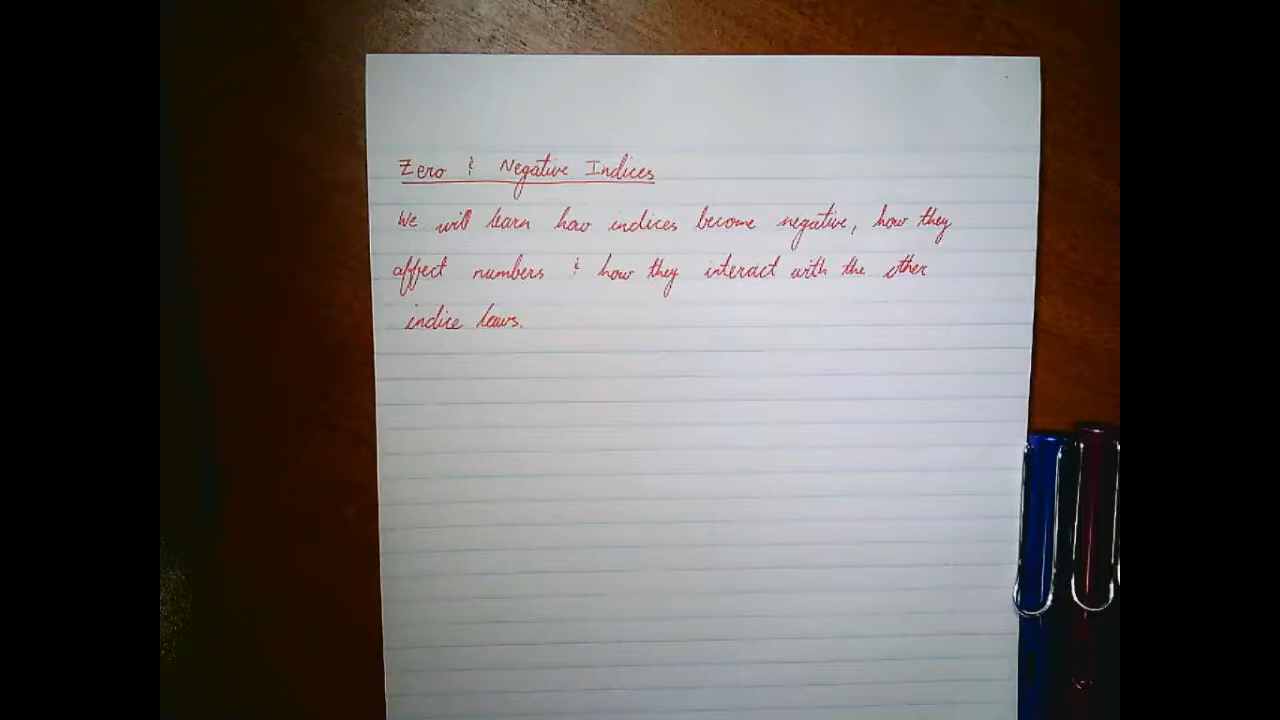 Zero & Negative Indices
We will learn how indices become negative, how they
affect numbers & how they interact with the other
indice laws.